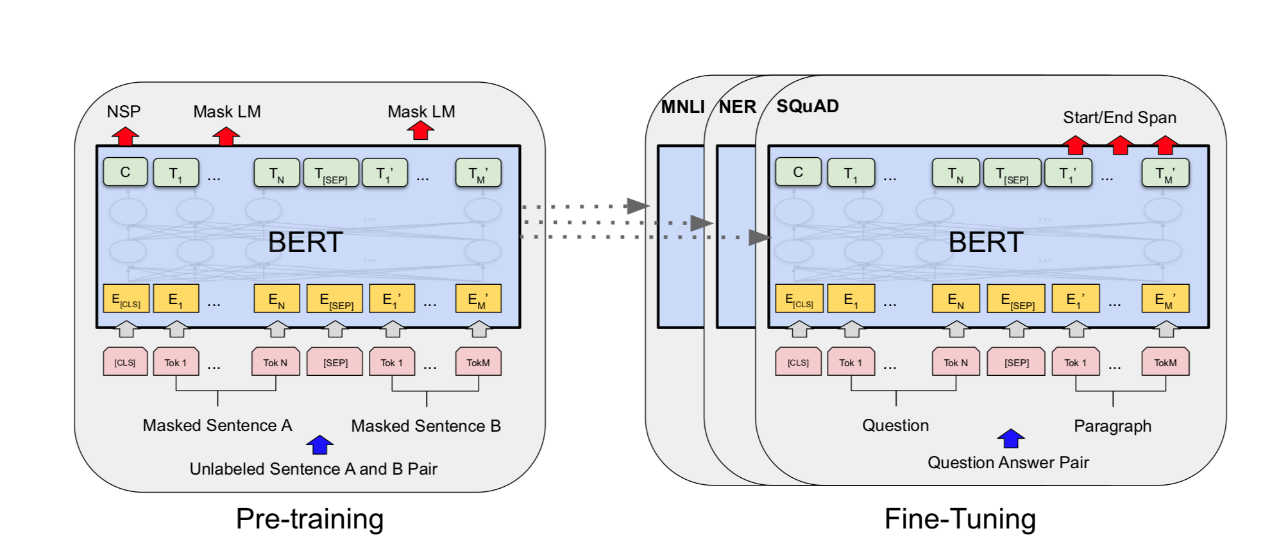 NSP Mask LM Mask LM
C T1 ... TN T[SEP] T1’ ... TM’
...
BERT
...
E[CLS] E1 ... EN E[SEP] E1’ ... EM’
[CLS] Tok 1 ... Tok N [SEP] Tok 1 ... TokM
Masked Sentence A Masked Sentence B
Unlabeled Sentence A and B Pair
Pre-training
MNLI NER SQuAD
Start/End Span
C T1 ... TN T[SEP] T1’ ... TM’
...
BERT
...
E[CLS] E1 ... EN E[SEP] E1’ ... EM’
[CLS] Tok 1 ... Tok N [SEP] Tok 1 ... TokM
Question Paragraph
Question Answer Pair
Fine-Tuning